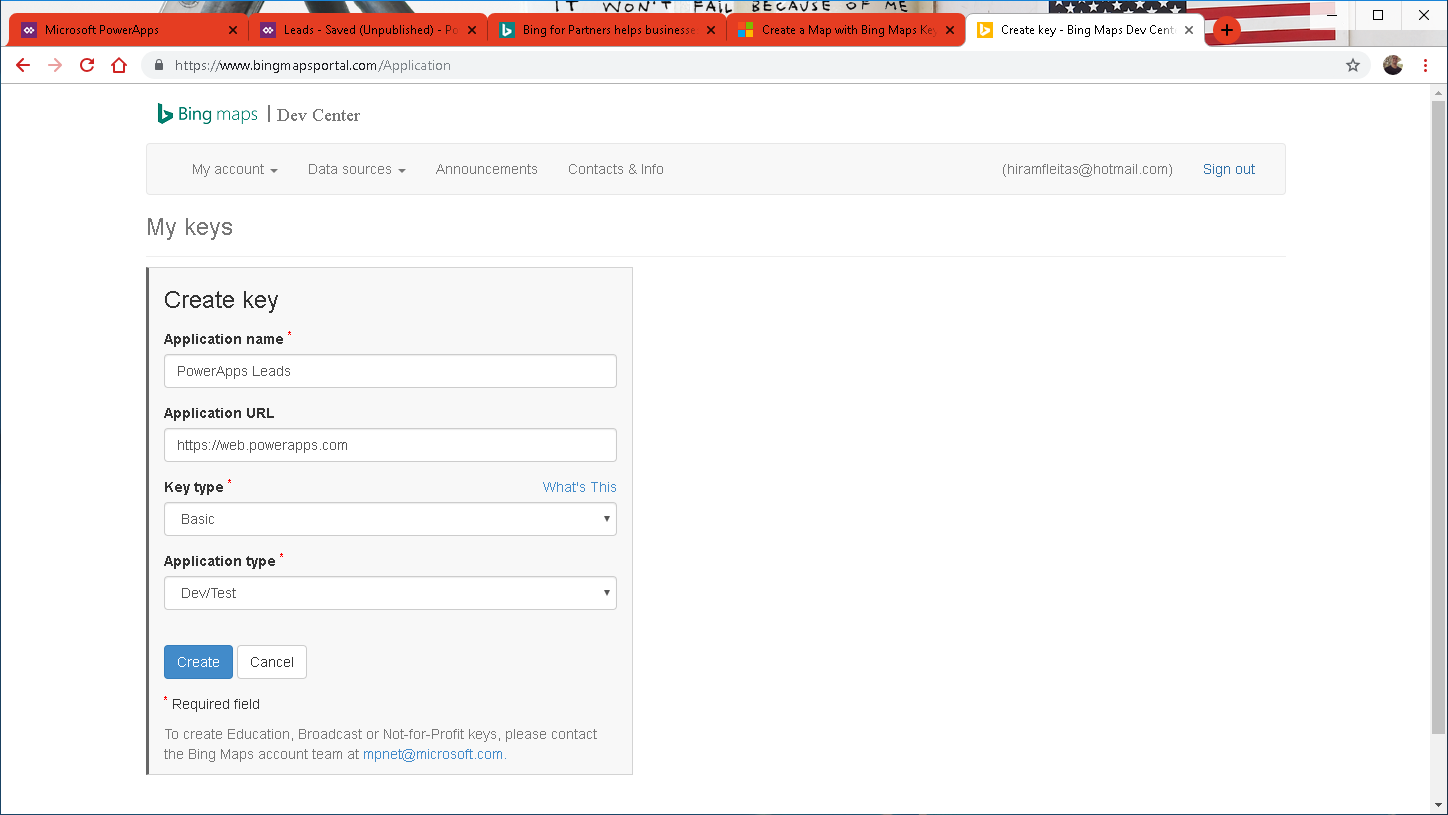 IT WON'T FAIL BECAUSE OF ME
Microsoft PowerApps
Leads - Saved (Unpublished) - Po
Bing for Partners helps businesse
Create a Map with Bing Maps Key
Create key - Bing Maps Dev Cent
https://www.bingmapsportal.com/Application
Bing maps | Dev Center
My account
Data sources
Announcements
Contacts & Info
(hiramfleitas@hotmail.com)
Sign out
My keys
Create key
Application name *
PowerApps Leads
Application URL
https://web.powerapps.com
Key type *
What's This
Basic
Application type *
Dev/Test
Create
Cancel
* Required field
To create Education, Broadcast or Not-for-Profit keys, please contact
the Bing Maps account team at mpnet@microsoft.com.